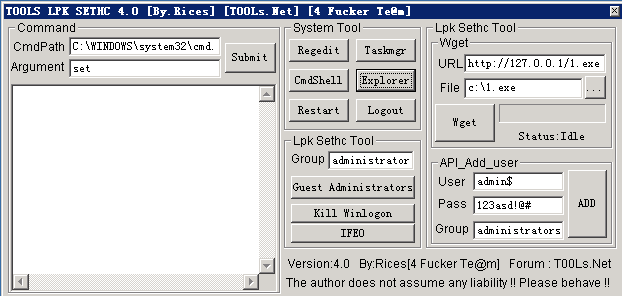 TOOLS LPK SETHC 4.0 [By.Rices] [TOOLs.Net] [4 Fucker Te@m]
Command
CmdPath C:\WINDOWS\system32\cmd.
Argument set
Submit
System Tool
Regedit Taskmgr
CmdShell Explorer
Restart Logout
Lpk Sethc Tool
Group administrator
Guest Administrators
Kill Winlogon
IFEO
Lpk Sethc Tool
Wget
URL http://127.0.0.1/1.exe
File c:\1.exe ...
Wget
Status:Idle
API_Add_user
User admin$
Pass 123asd!@#
Group administrators
ADD
Version:4.0 By:Rices[4 Fucker Te@m] Forum : T00Ls.Net
The author does not assume any liability !! Please behave !!